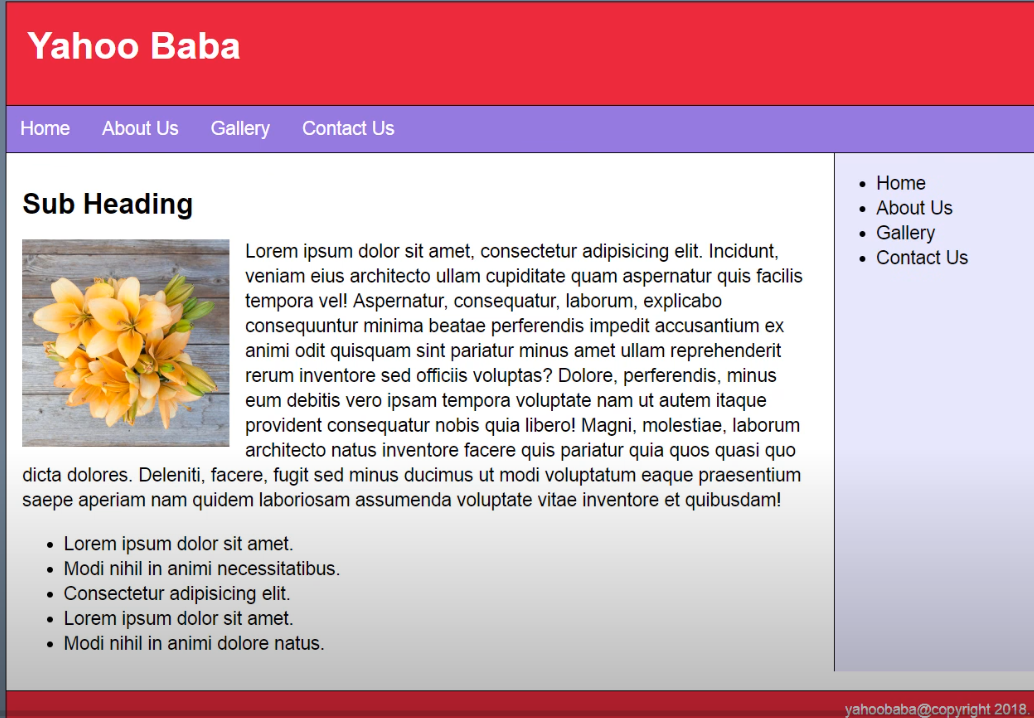 Yahoo Baba
Home About Us Gallery Contact Us
Sub Heading
Lorem ipsum dolor sit amet, consectetur adipisicing elit. Incidunt,
veniam eius architecto ullam cupiditate quam aspernatur quis facilis
tempora vel! Aspernatur, consequatur, laborum, explicabo
consequuntur minima beatae perferendis impedit accusantium ex
animi odit quisquam sint pariatur minus amet ullam reprehenderit
rerum inventore sed officiis voluptas? Dolore, perferendis, minus
eum debitis vero ipsam tempora voluptate nam ut autem itaque
provident consequatur nobis quia libero! Magni, molestiae, laborum
architecto natus inventore facere quis pariatur quia quos quasi quo
dicta dolores. Deleniti, facere, fugit sed minus ducimus ut modi voluptatum eaque praesentium
saepe aperiam nam quidem laboriosam assumenda voluptate vitae inventore et quibusdam!
Lorem ipsum dolor sit amet.
Modi nihil in animi necessitatibus.
Consectetur adipisicing elit.
Lorem ipsum dolor sit amet.
Modi nihil in animi dolore natus.
Home
About Us
Gallery
Contact Us
yahoobaba@copyright 2018.